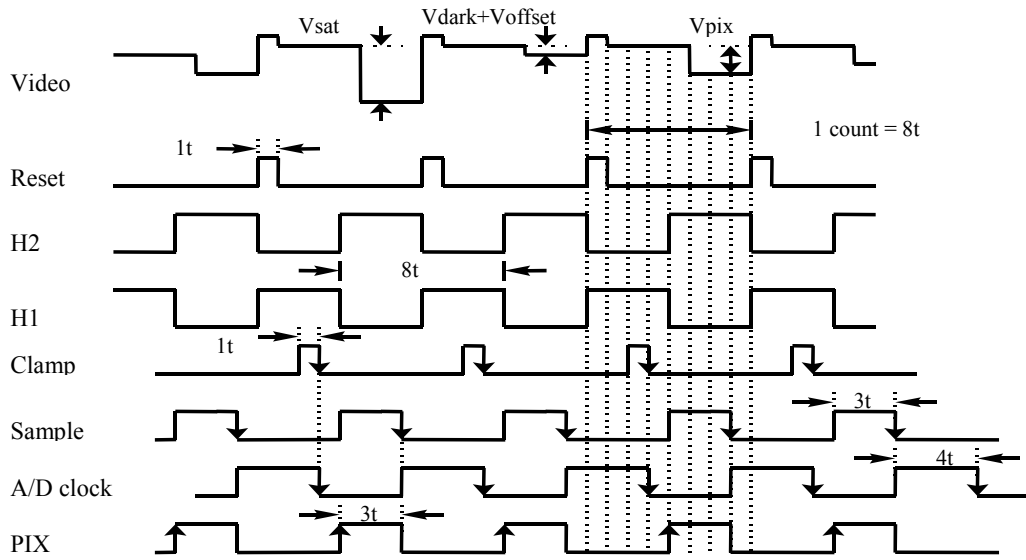 Vsat
Vdark+Voffset
Vpix
Video
1 count = 8t
1t
Reset
H2
8t
H1
1t
Clamp
3t
Sample
4t
A/D clock
3t
PIX